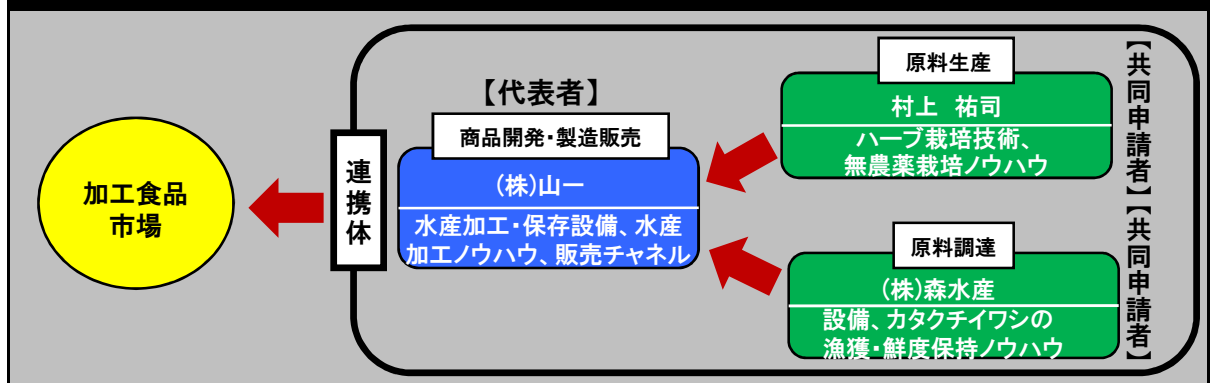 加工食品
市場
連携体
【代表者】
商品開発・製造販売
(株)山一
水産加工・保存設備、水産
加工ノウハウ、販売チャネル
原料生産
村上 祐司
ハーブ栽培技術、
無農薬栽培ノウハウ
【共同申請者】
原料調達
(株)森水産
設備、カタクチイワシの
漁獲・鮮度保持ノウハウ
【共同申請者】